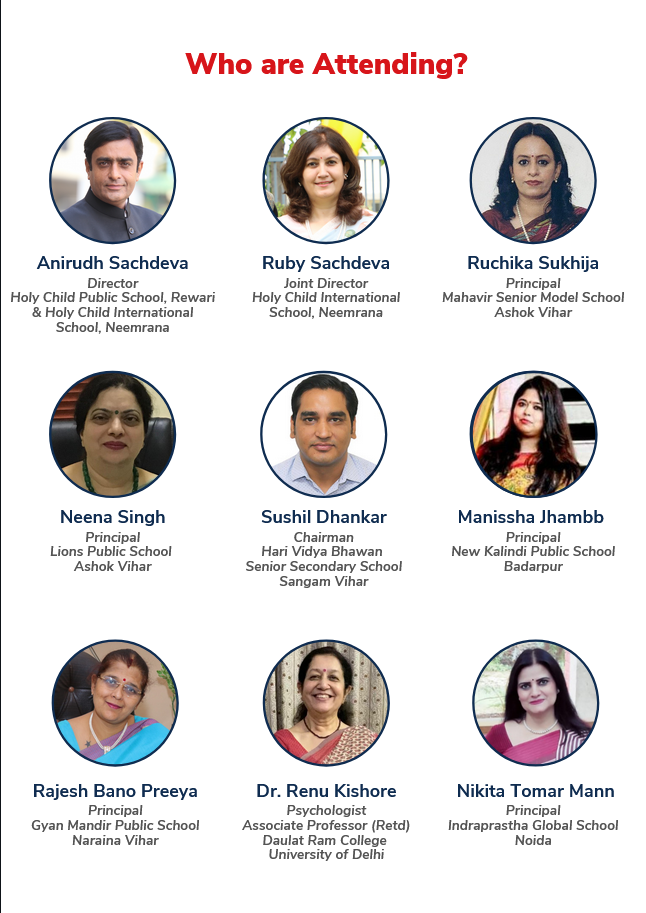 Who are Attending?
Anirudh Sachdeva
Director
Holy Child Public School, Rewari
& Holy Child International
School, Neemrana
Ruby Sachdeva
Joint Director
Holy Child International
School, Neemrana
Ruchika Sukhija
Principal
Mahavir Senior Model School
Ashok Vihar
Neena Singh
Principal
Lions Public School
Ashok Vihar
Sushil Dhankar
Chairman
Hari Vidya Bhawan
Senior Secondary School
Sangam Vihar
Manissha Jhambb
Principal
New Kalindi Public School
Badarpur
Rajesh Bano Preeya
Principal
Gyan Mandir Public School
Naraina Vihar
Dr. Renu Kishore
Psychologist
Associate Professor (Retd)
Daulat Ram College
University of Delhi
Nikita Tomar Mann
Principal
Indraprastha Global School
Noida